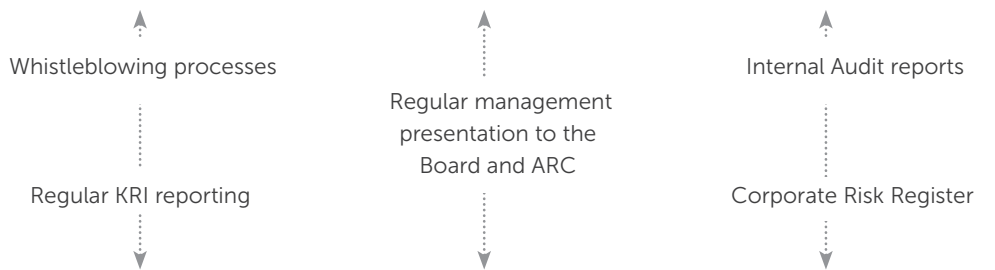 Whistleblowing processes
Regular KRI reporting
Regular management
presentation to the
Board and ARC
Internal Audit reports
Corporate Risk Register